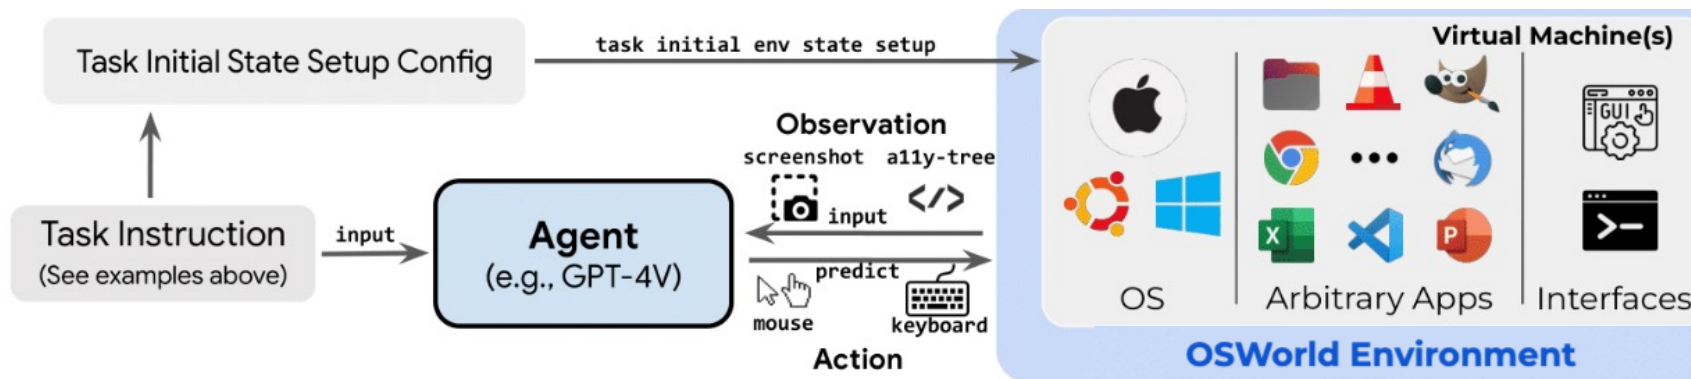 Task Initial State Setup Config
task initial env state setup
Virtual Machine(s)
Observation
screenshot a11y-tree
</>
input
Task Instruction
(See examples above)
input
Agent
(e.g., GPT-4V)
predict
mouse
keyboard
Action
GUI
X
P
>-
OS
Arbitrary Apps
Interfaces
OSWorld Environment